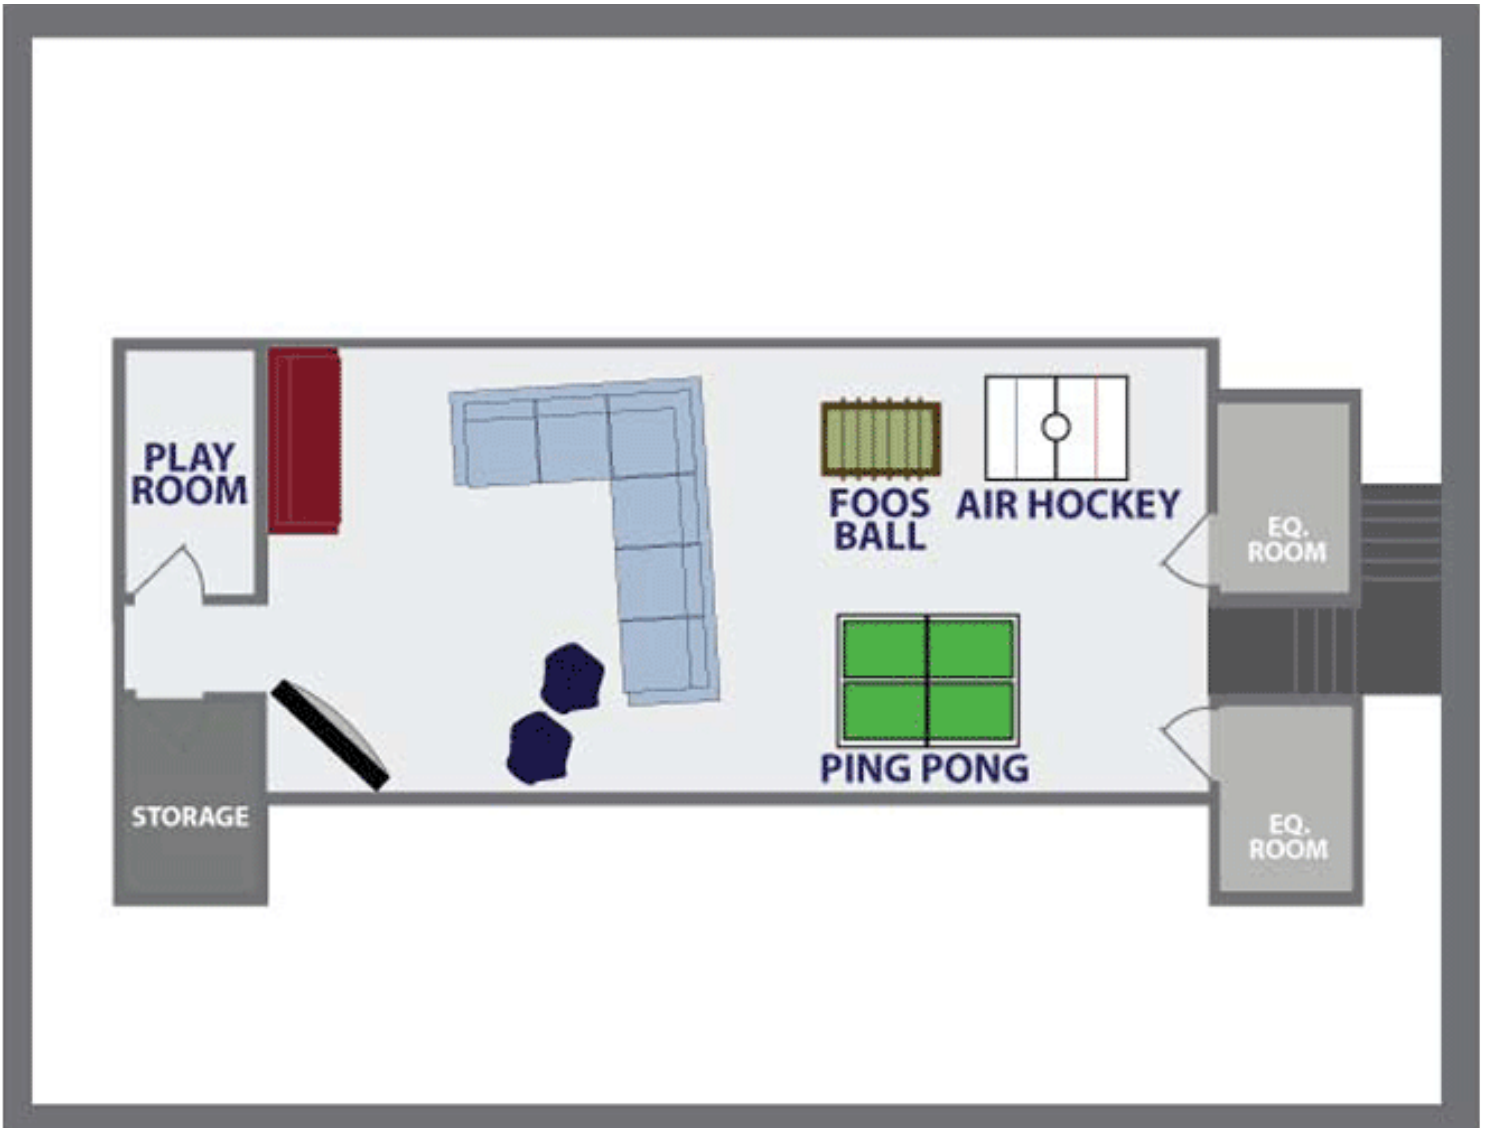 PLAY
ROOM
FOOS
BALL
AIR HOCKEY
EQ.
ROOM
PING PONG
STORAGE
EQ.
ROOM